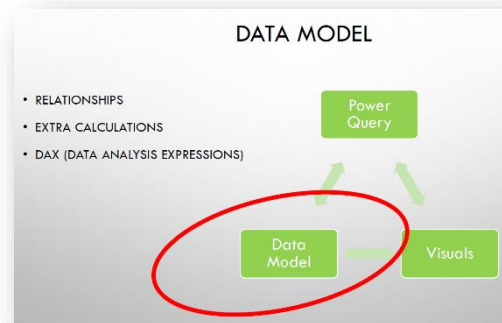 DATA MODEL
• RELATIONSHIPS
• EXTRA CALCULATIONS
• DAX (DATA ANALYSIS EXPRESSIONS)
Power
Query
Data
Model
Visuals